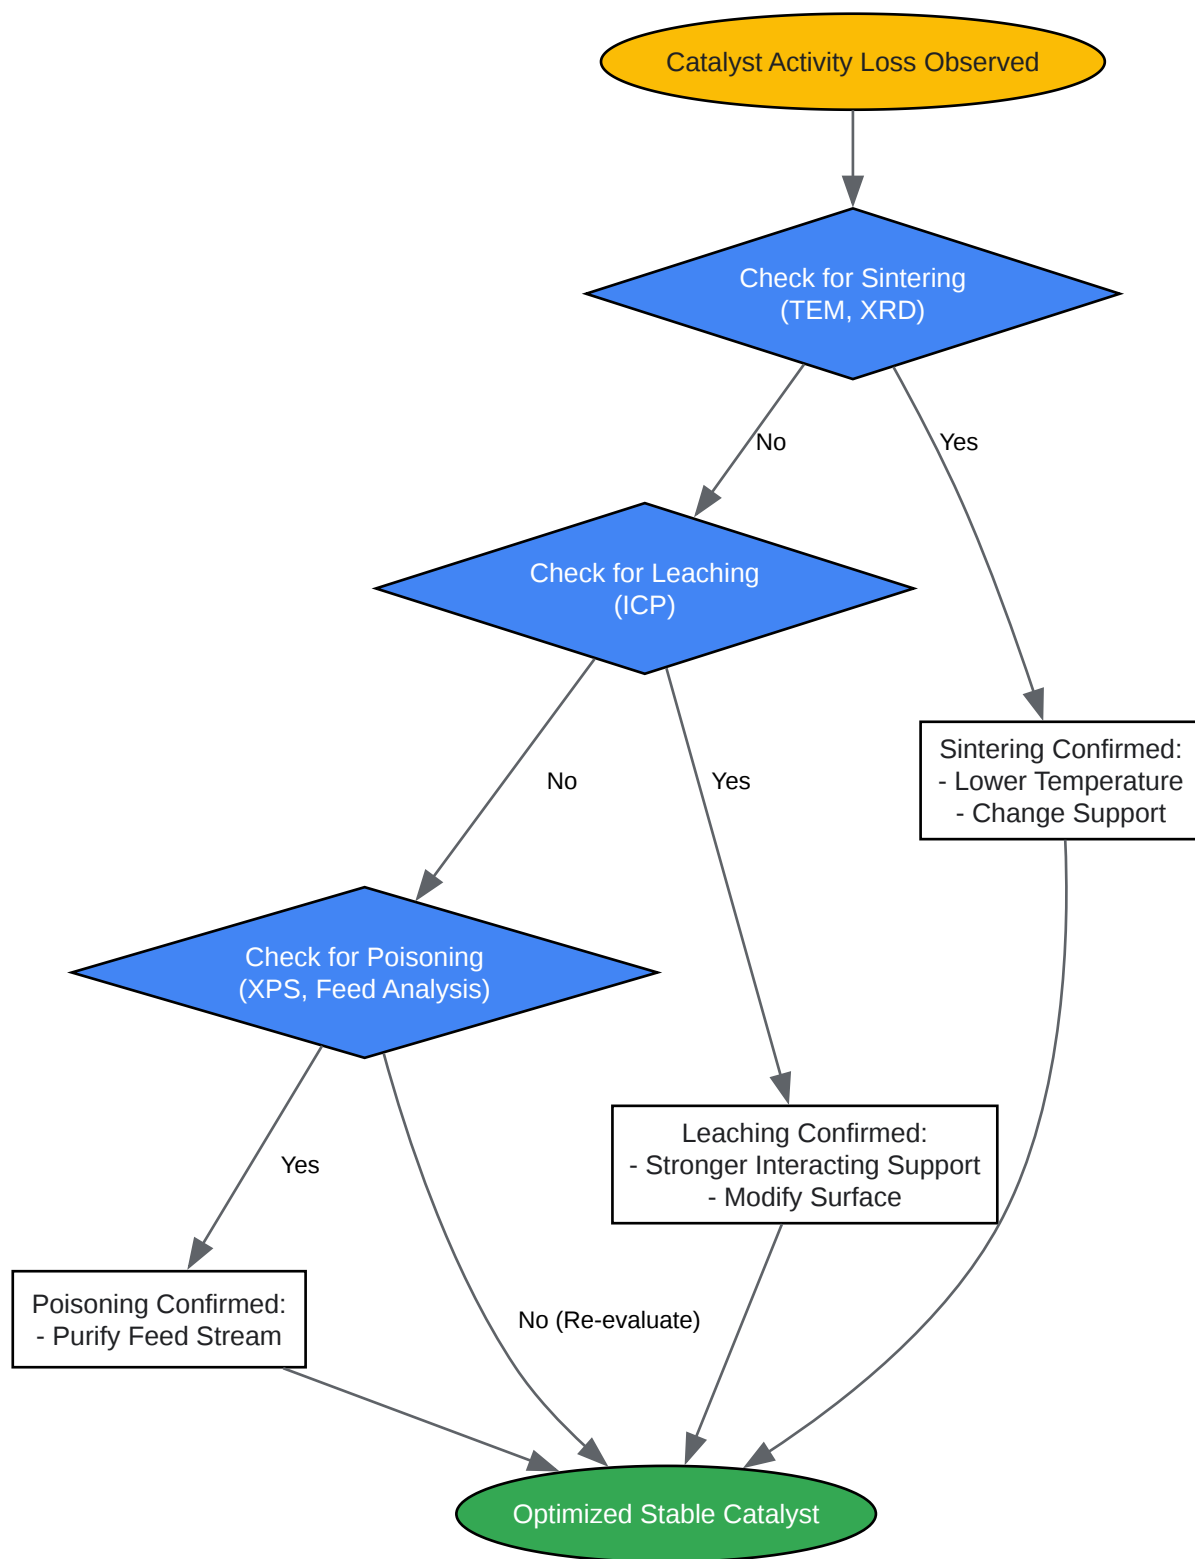 Catalyst Activity Loss Observed
Check for Sintering
(TEM, XRD)
No
Yes
Check for Leaching
(ICP)
No
Yes
Sintering Confirmed:
- Lower Temperature
- Change Support
Check for Poisoning
(XPS, Feed Analysis)
Yes
No (Re-evaluate)
Leaching Confirmed:
- Stronger Interacting Support
- Modify Surface
Poisoning Confirmed:
- Purify Feed Stream
Optimized Stable Catalyst